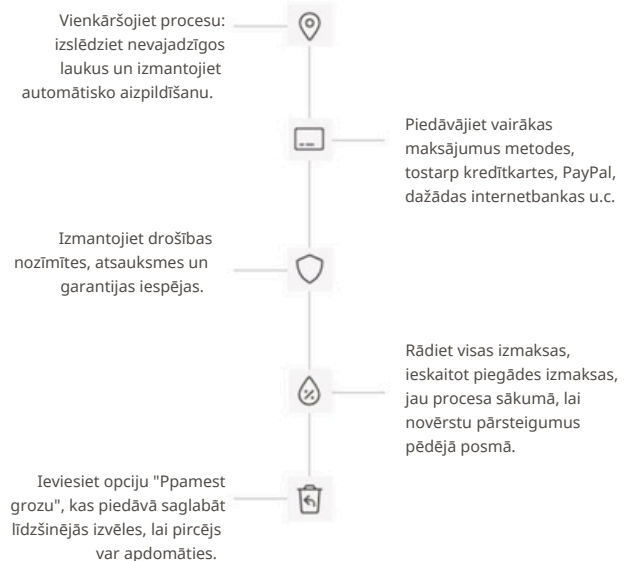 Vienkāršojiet procesu:
izslēdziet nevajadzīgos
laukus un izmantojiet
automātisko aizpildīšanu.
Piedāvājiet vairākas
maksājumus metodes,
tostarp kredītkartes, PayPal,
dažādas internetbankas u.c.
Izmantojiet drošības
nozīmītes, atsauksmes un
garantijas iespējas.
Rādiet visas izmaksas,
ieskaitot piegādes izmaksas,
jau procesa sākumā, lai
novērstu pārsteigumus
pēdējā posmā.
Ieviesiet opciju "Ppamest
grozu", kas piedāvā saglabāt
līdzšinējās izvēles, lai pircējs
var apdomāties.